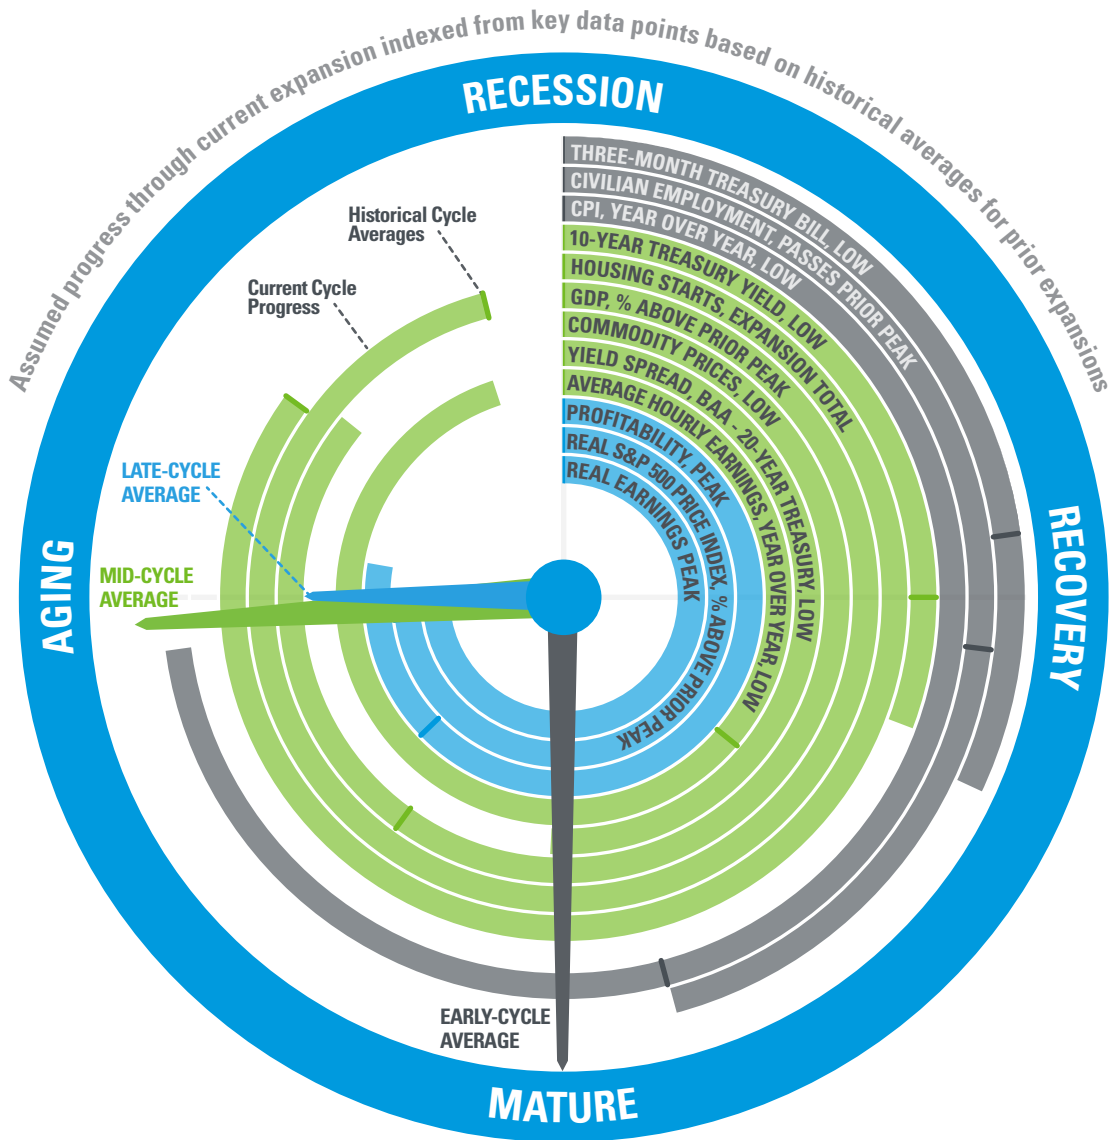 Assumed progress through current expansion indexed from key data points based on historical averages for prior expansions
RECESSION
THREE-MONTH TREASURY BILL, LOW
CIVILIAN EMPLOYMENT, PASSES PRIOR PEAK
CPI, YEAR OVER YEAR, LOW
10-YEAR TREASURY YIELD, LOW
HOUSING STARTS, EXPANSION TOTAL
GDP, % ABOVE PRIOR PEAK
COMMODITY PRICES, LOW
YIELD SPREAD, BAA - 20-YEAR TREASURY, LOW
AVERAGE HOURLY EARNINGS, YEAR OVER YEAR, LOW
PROFITABILITY, PEAK
REAL S&P 500 PRICE INDEX, % ABOVE PRIOR PEAK
REAL EARNINGS PEAK
Historical Cycle
Averages
Current Cycle
Progress
LATE-CYCLE
AVERAGE
MID-CYCLE
AVERAGE
AGING
RECOVERY
EARLY-CYCLE
AVERAGE
MATURE